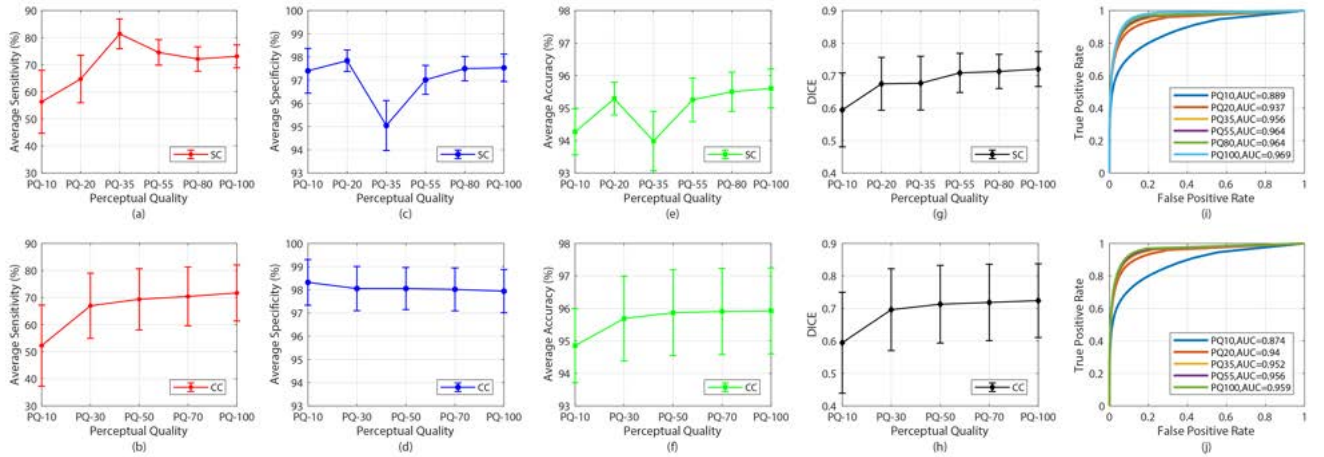 Average Sensitivity (%)
90
80
70
60
50
40
30
SC
PQ-10 PQ-20 PQ-35 PQ-55 PQ-80 PQ-100
Perceptual Quality
(a)
Average Specificity (%)
100
99
98
97
96
95
94
93
SC
PQ-10 PQ-20 PQ-35 PQ-55 PQ-80 PQ-100
Perceptual Quality
(c)
Average Accuracy (%)
98
97
96
95
94
93
SC
PQ-10 PQ-20 PQ-35 PQ-55 PQ-80 PQ-100
Perceptual Quality
(e)
DICE
0.9
0.8
0.7
0.6
0.5
0.4
SC
PQ-10 PQ-20 PQ-35 PQ-55 PQ-80 PQ-100
Perceptual Quality
(g)
True Positive Rate
1
0.8
0.6
0.4
0.2
0
PQ10,AUC=0.889
PQ20,AUC=0.937
PQ35,AUC=0.956
PQ55,AUC=0.964
PQ80,AUC=0.964
PQ100,AUC=0.969
0 0.2 0.4 0.6 0.8 1
False Positive Rate
(i)
Average Sensitivity (%)
90
80
70
60
50
40
30
CC
PQ-10 PQ-30 PQ-50 PQ-70 PQ-100
Perceptual Quality
(b)
Average Specificity (%)
100
99
98
97
96
95
94
93
CC
PQ-10 PQ-30 PQ-50 PQ-70 PQ-100
Perceptual Quality
(d)
Average Accuracy (%)
98
97
96
95
94
93
CC
PQ-10 PQ-30 PQ-50 PQ-70 PQ-100
Perceptual Quality
(f)
DICE
0.9
0.8
0.7
0.6
0.5
0.4
CC
PQ-10 PQ-30 PQ-50 PQ-70 PQ-100
Perceptual Quality
(h)
True Positive Rate
1
0.8
0.6
0.4
0.2
0
PQ10,AUC=0.874
PQ20,AUC=0.94
PQ35,AUC=0.952
PQ55,AUC=0.956
PQ100,AUC=0.959
0 0.2 0.4 0.6 0.8 1
False Positive Rate
(j)